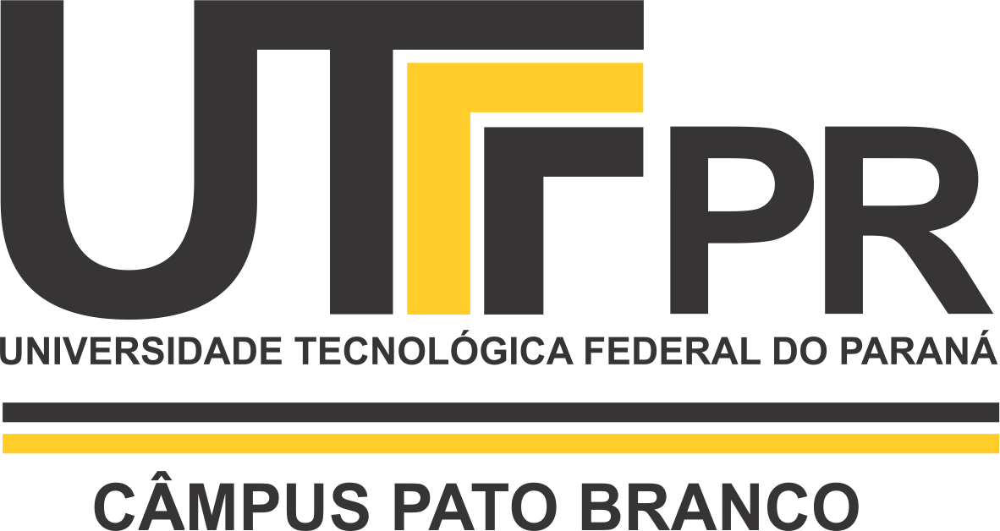 UTFPR
UNIVERSIDADE TECNOLÓGICA FEDERAL DO PARANÁ
CÂMPUS PATO BRANCO